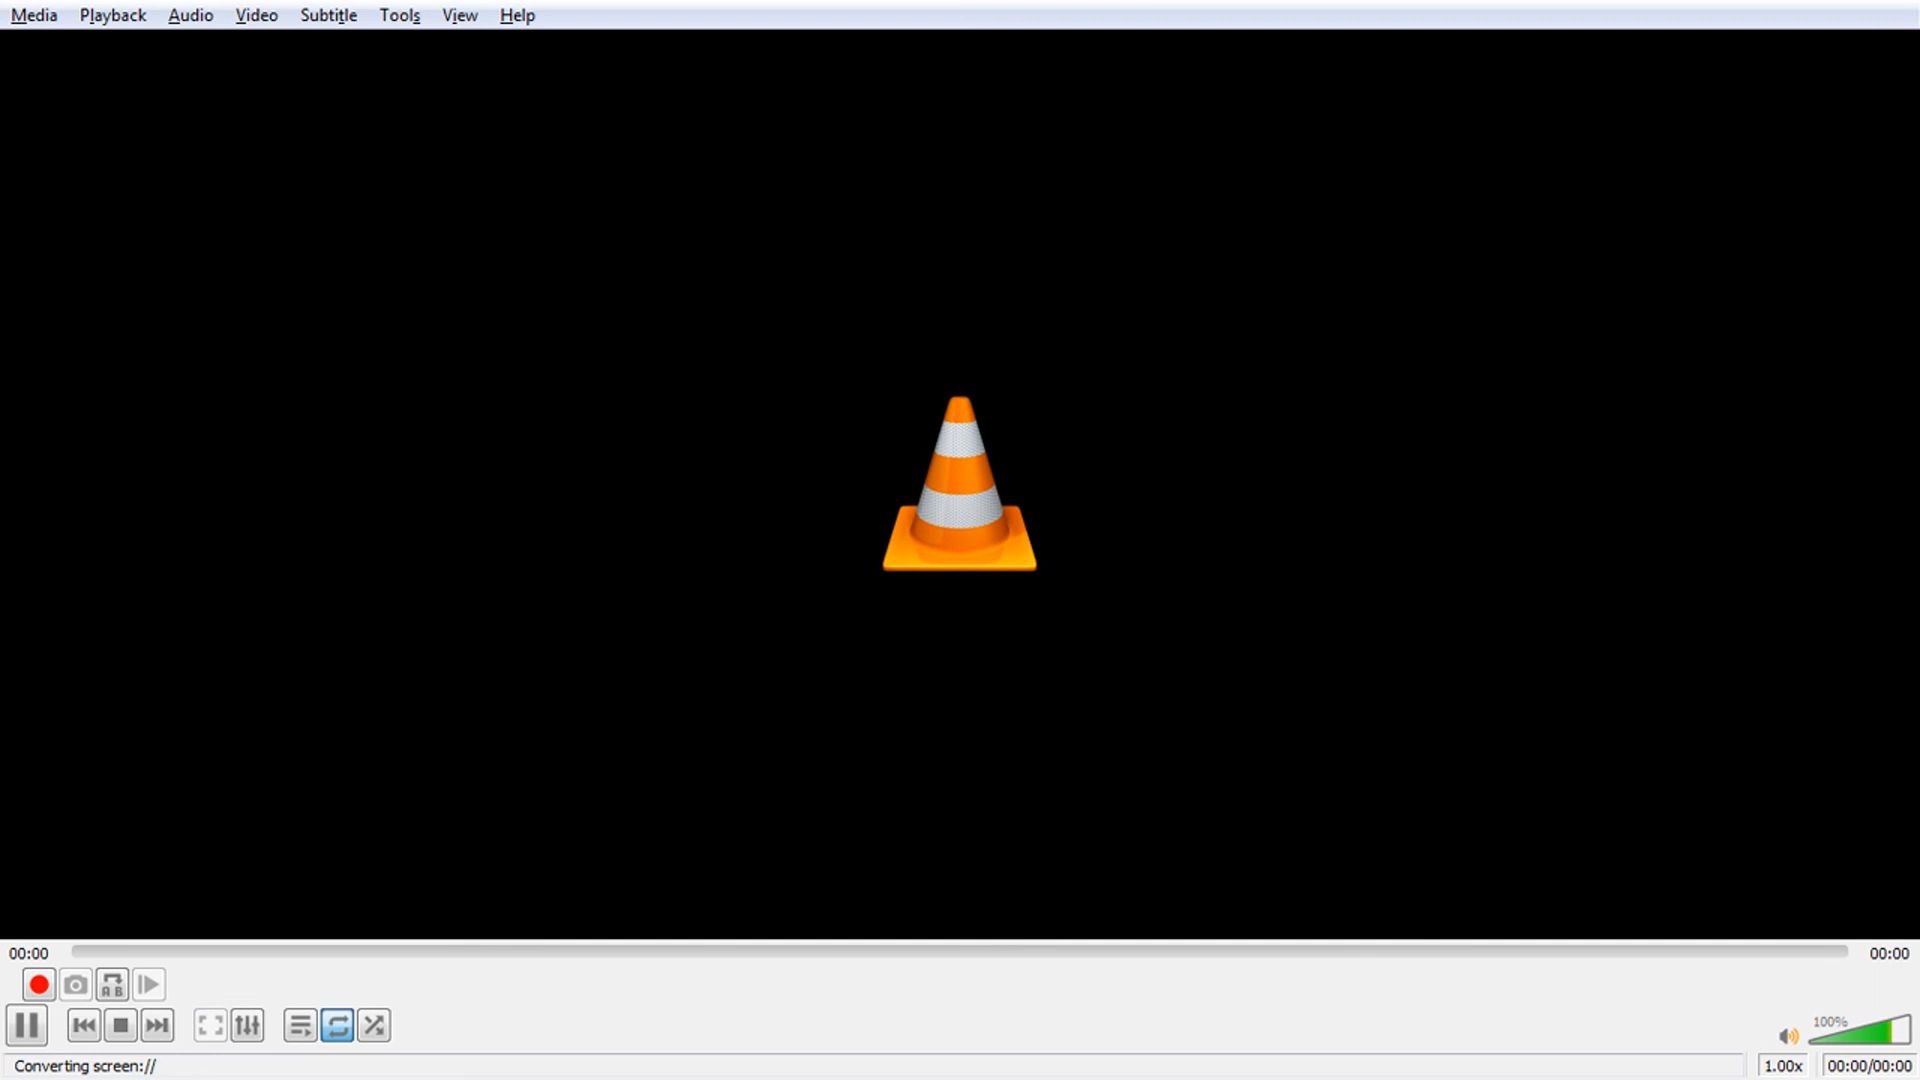 Media Playback Audio Video Subtitle Tools View Help
00:00 00:00
A B
100%
Converting screen:// 1.00x 00:00/00:00